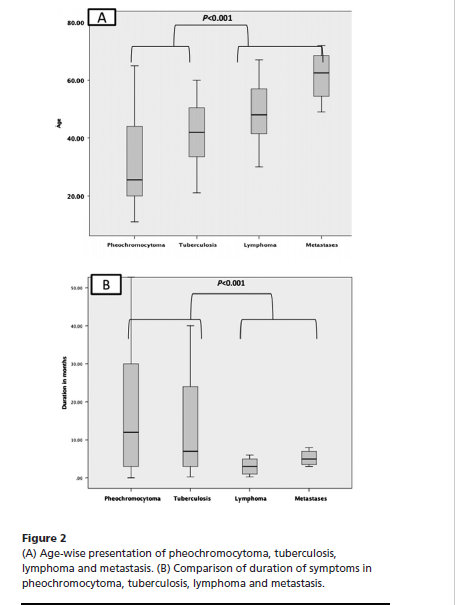 A
P<0.001
80.00
60.00
40.00
20.00
Age
Pheochromocytoma Tuberculosis Lymphoma Metastases
B
P<0.001
50.00
40.00
30.00
20.00
10.00
.00
Duration in months
Pheochromocytoma Tuberculosis Lymphoma Metastases
Figure 2
(A) Age-wise presentation of pheochromocytoma, tuberculosis,
lymphoma and metastasis. (B) Comparison of duration of symptoms in
pheochromocytoma, tuberculosis, lymphoma and metastasis.